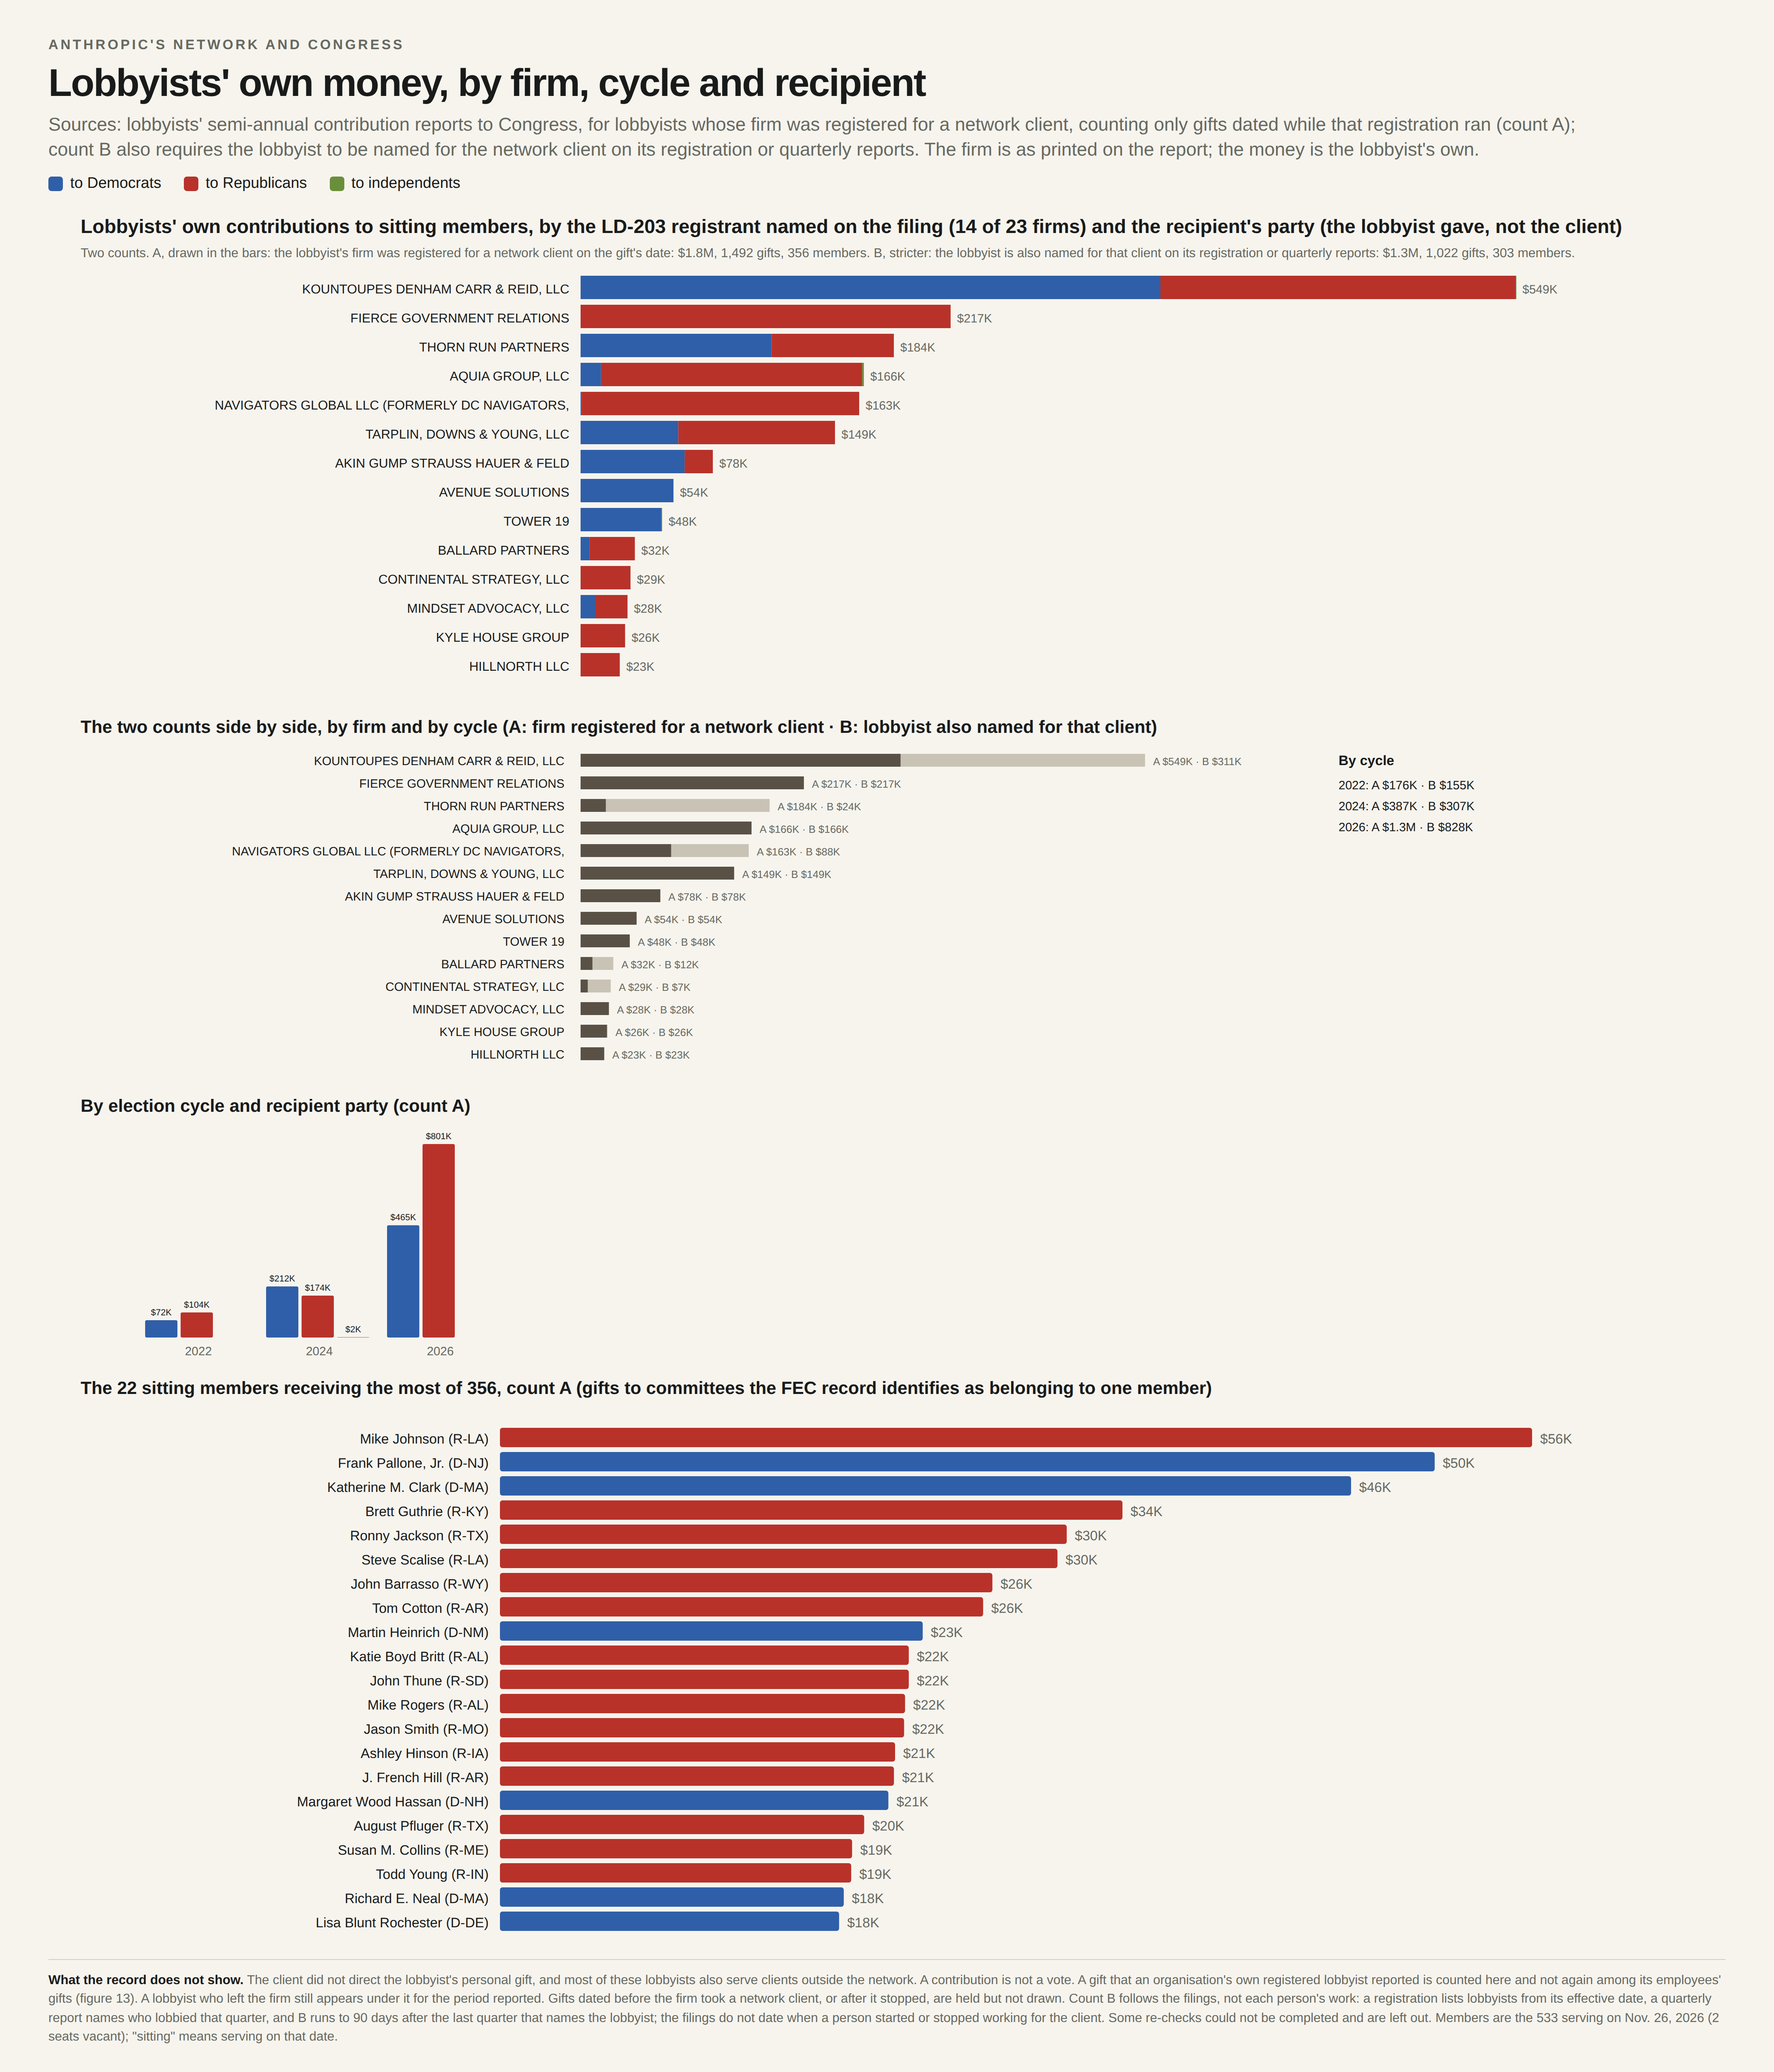 ANTHROPIC'S NETWORK AND CONGRESS
Lobbyists' own money, by firm, cycle and recipient
Sources: lobbyists' semi-annual contribution reports to Congress, for lobbyists whose firm was registered for a network client, counting only gifts dated while that registration ran (count A);
count B also requires the lobbyist to be named for the network client on its registration or quarterly reports. The firm is as printed on the report; the money is the lobbyist's own.
to Democrats to Republicans to independents
Lobbyists' own contributions to sitting members, by the LD-203 registrant named on the filing (14 of 23 firms) and the recipient's party (the lobbyist gave, not the client)
Two counts. A, drawn in the bars: the lobbyist's firm was registered for a network client on the gift's date: $1.8M, 1,492 gifts, 356 members. B, stricter: the lobbyist is also named for that client on its registration or quarterly reports: $1.3M, 1,022 gifts, 303 members.
KOUNTOUPES DENHAM CARR & REID, LLC $549K
FIERCE GOVERNMENT RELATIONS $217K
THORN RUN PARTNERS $184K
AQUIA GROUP, LLC $166K
NAVIGATORS GLOBAL LLC (FORMERLY DC NAVIGATORS, $163K
TARPLIN, DOWNS & YOUNG, LLC $149K
AKIN GUMP STRAUSS HAUER & FELD $78K
AVENUE SOLUTIONS $54K
TOWER 19 $48K
BALLARD PARTNERS $32K
CONTINENTAL STRATEGY, LLC $29K
MINDSET ADVOCACY, LLC $28K
KYLE HOUSE GROUP $26K
HILLNORTH LLC $23K
The two counts side by side, by firm and by cycle (A: firm registered for a network client · B: lobbyist also named for that client)
KOUNTOUPES DENHAM CARR & REID, LLC A $549K · B $311K
FIERCE GOVERNMENT RELATIONS A $217K · B $217K
THORN RUN PARTNERS A $184K · B $24K
AQUIA GROUP, LLC A $166K · B $166K
NAVIGATORS GLOBAL LLC (FORMERLY DC NAVIGATORS, A $163K · B $88K
TARPLIN, DOWNS & YOUNG, LLC A $149K · B $149K
AKIN GUMP STRAUSS HAUER & FELD A $78K · B $78K
AVENUE SOLUTIONS A $54K · B $54K
TOWER 19 A $48K · B $48K
BALLARD PARTNERS A $32K · B $12K
CONTINENTAL STRATEGY, LLC A $29K · B $7K
MINDSET ADVOCACY, LLC A $28K · B $28K
KYLE HOUSE GROUP A $26K · B $26K
HILLNORTH LLC A $23K · B $23K
By cycle
2022: A $176K · B $155K
2024: A $387K · B $307K
2026: A $1.3M · B $828K
By election cycle and recipient party (count A)
$72K $104K $212K $174K $2K $465K $801K
2022 2024 2026
The 22 sitting members receiving the most of 356, count A (gifts to committees the FEC record identifies as belonging to one member)
Mike Johnson (R-LA) $56K
Frank Pallone, Jr. (D-NJ) $50K
Katherine M. Clark (D-MA) $46K
Brett Guthrie (R-KY) $34K
Ronny Jackson (R-TX) $30K
Steve Scalise (R-LA) $30K
John Barrasso (R-WY) $26K
Tom Cotton (R-AR) $26K
Martin Heinrich (D-NM) $23K
Katie Boyd Britt (R-AL) $22K
John Thune (R-SD) $22K
Mike Rogers (R-AL) $22K
Jason Smith (R-MO) $22K
Ashley Hinson (R-IA) $21K
J. French Hill (R-AR) $21K
Margaret Wood Hassan (D-NH) $21K
August Pfluger (R-TX) $20K
Susan M. Collins (R-ME) $19K
Todd Young (R-IN) $19K
Richard E. Neal (D-MA) $18K
Lisa Blunt Rochester (D-DE) $18K
What the record does not show. The client did not direct the lobbyist's personal gift, and most of these lobbyists also serve clients outside the network. A contribution is not a vote. A gift that an organisation's own registered lobbyist reported is counted here and not again among its employees'
gifts (figure 13). A lobbyist who left the firm still appears under it for the period reported. Gifts dated before the firm took a network client, or after it stopped, are held but not drawn. Count B follows the filings, not each person's work: a registration lists lobbyists from its effective date, a quarterly
report names who lobbied that quarter, and B runs to 90 days after the last quarter that names the lobbyist; the filings do not date when a person started or stopped working for the client. Some re-checks could not be completed and are left out. Members are the 533 serving on Nov. 26, 2026 (2
seats vacant); "sitting" means serving on that date.